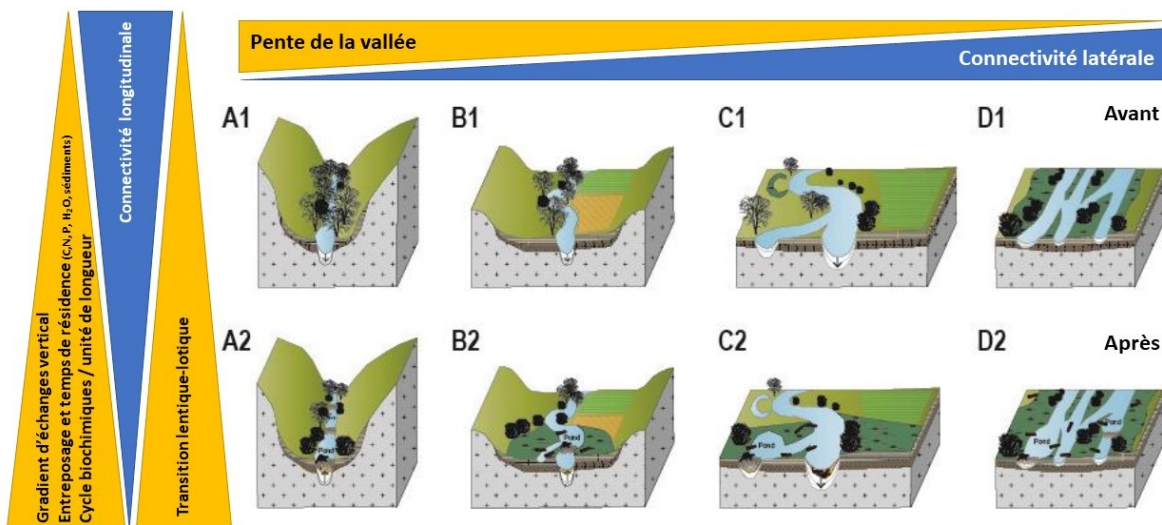 Pente de la vallée
Connectivité latérale
Connectivité longitudinale
Gradient d'échanges vertical
Entreposage et temps de résidence (C,N,P, H₂O, sédiments)
Cycle biochimiques / unité de longueur
Transition lentique-lotique
A1
B1
C1
D1
Avant
A2
B2
C2
D2
Après
Pond
Pond
Pond
Pond
Pond